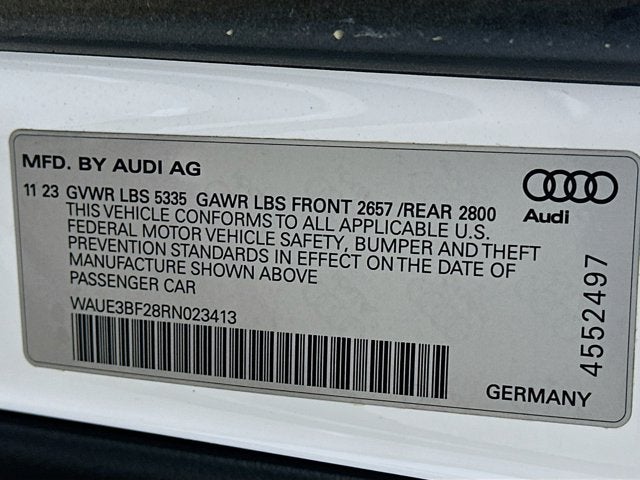 MFD. BY AUDI AG
11 23 GVWR LBS 5335 GAWR LBS FRONT 2657 /REAR 2800
THIS VEHICLE CONFORMS TO ALL APPLICABLE U.S.
FEDERAL MOTOR VEHICLE SAFETY, BUMPER AND THEFT
PREVENTION STANDARDS IN EFFECT ON THE DATE OF
MANUFACTURE SHOWN ABOVE
PASSENGER CAR
WAUE3BF28RN023413
Audi
4552497
GERMANY